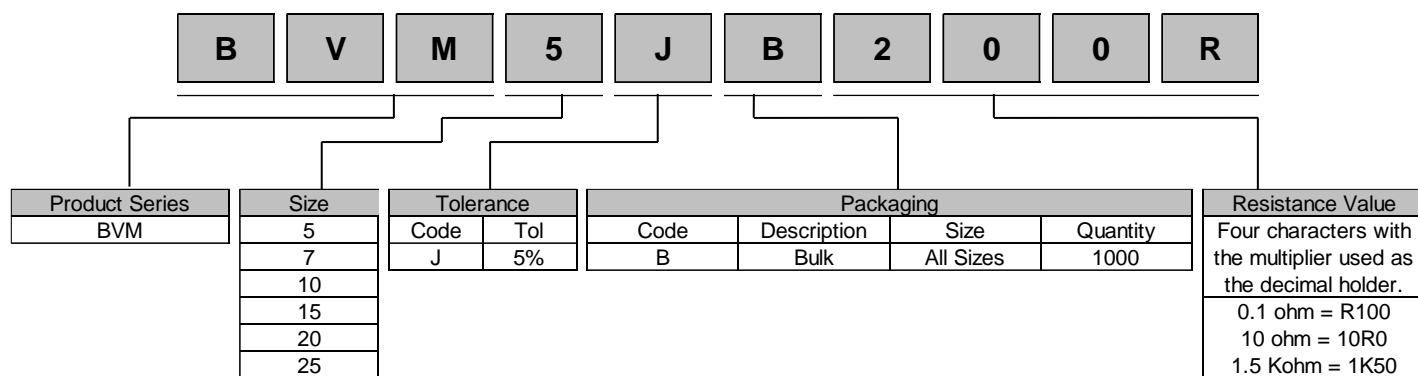 B V M 5 J B 2 0 0 R
Product Series Size Tolerance Packaging Resistance Value
BVM 5 Code Tol Code Description Size Quantity Four characters with
7 J 5% B Bulk All Sizes 1000 the multiplier used as
10 the decimal holder.
15 0.1 ohm = R100
20 10 ohm = 10R0
25 1.5 Kohm = 1K50